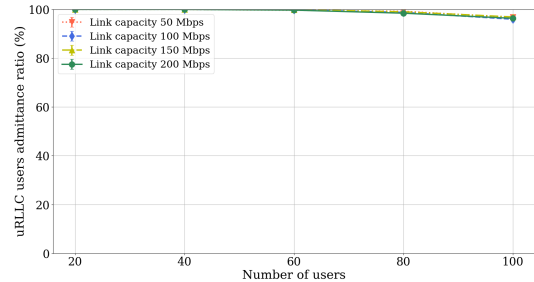 uRLLC users admittance ratio (%)
100
80
60
40
20
0
Link capacity 50 Mbps
Link capacity 100 Mbps
Link capacity 150 Mbps
Link capacity 200 Mbps
20 40 60 80 100
Number of users